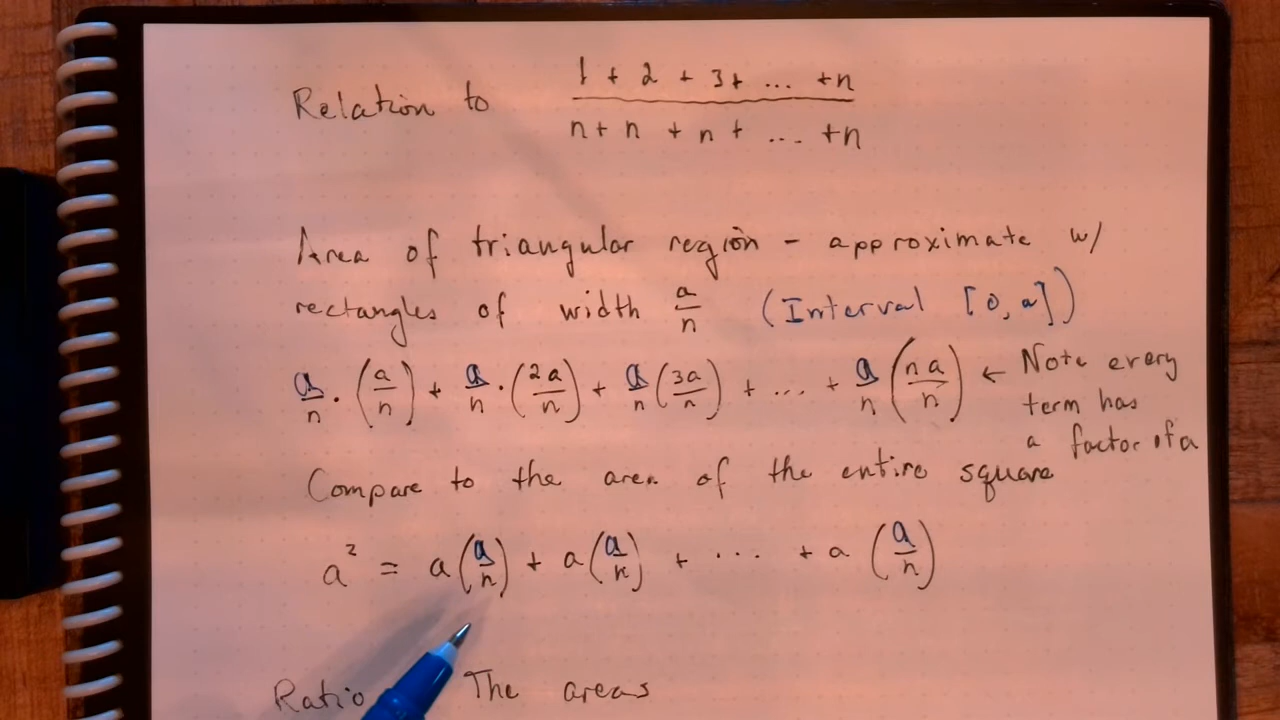 Relation to (1 + 2 + 3 + ... + n) / (n + n + n + ... + n)
Area of triangular region - approximate w/
rectangles of width a/n (Interval [0, a])
a/n · (a/n) + a/n · (2a/n) + a/n (3a/n) + ... + a/n (na/n) ← Note every
term has
a factor of a
Compare to the area of the entire square
a² = a(a/n) + a(a/n) + ... + a (a/n)
Ratio The areas